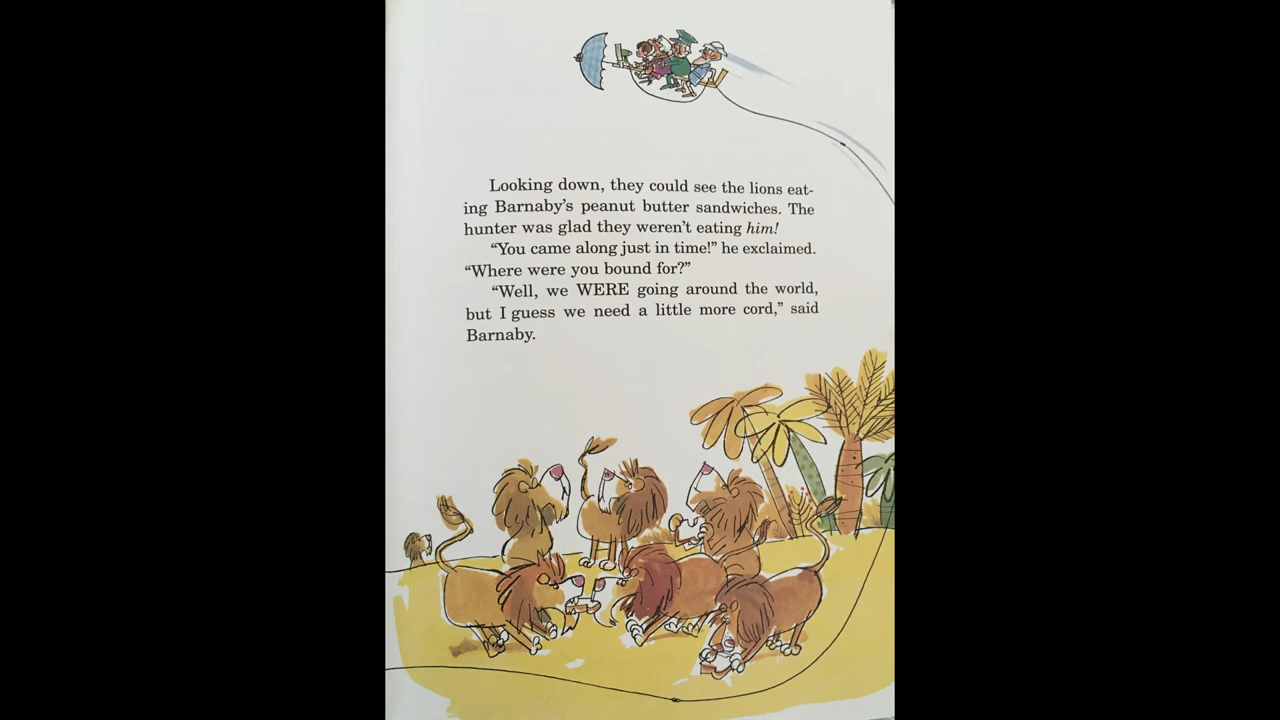 Looking down, they could see the lions eat-
ing Barnaby's peanut butter sandwiches. The
hunter was glad they weren't eating him!
"You came along just in time!" he exclaimed.
"Where were you bound for?"
"Well, we WERE going around the world,
but I guess we need a little more cord," said
Barnaby.